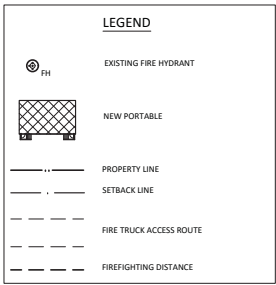 LEGEND
FH
EXISTING FIRE HYDRANT
NEW PORTABLE
PROPERTY LINE
SETBACK LINE
FIRE TRUCK ACCESS ROUTE
FIREFIGHTING DISTANCE